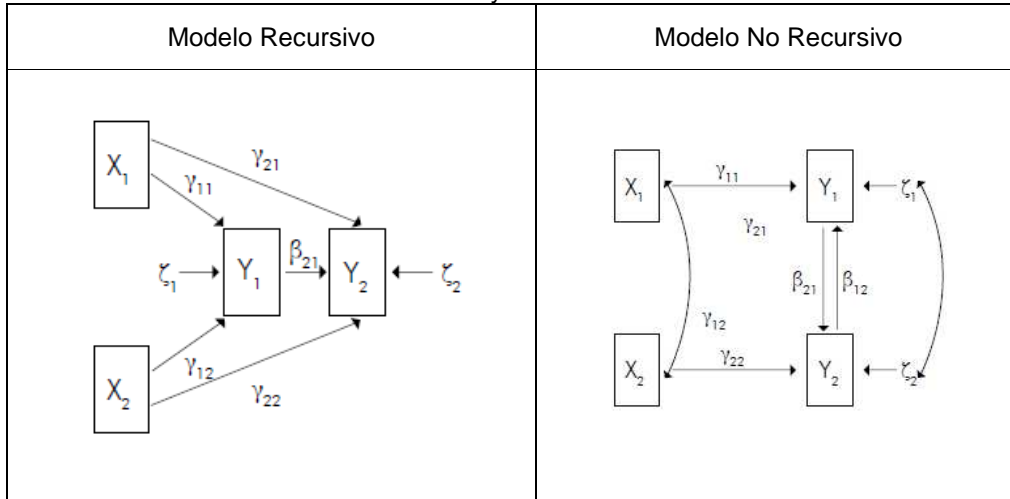 Modelo Recursivo
Modelo No Recursivo
X₁
γ₂₁
γ₁₁
ζ₁
Y₁
β₂₁
Y₂
ζ₂
X₂
γ₁₂
γ₂₂
X₁
γ₁₁
Y₁
ζ₁
γ₂₁
β₂₁
β₁₂
γ₁₂
X₂
γ₂₂
Y₂
ζ₂